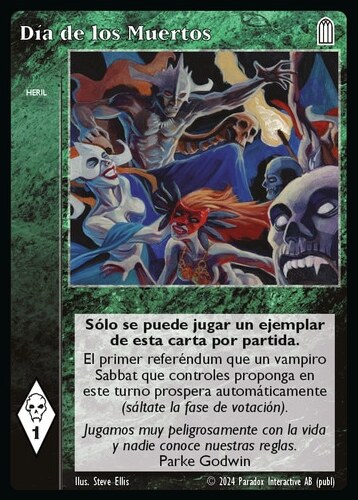 Día de los Muertos
HERIL
Sólo se puede jugar un ejemplar
de esta carta por partida.
El primer referéndum que un vampiro
Sabbat que controles proponga en
este turno prospera automáticamente
(sáltate la fase de votación).
Jugamos muy peligrosamente con la vida
y nadie conoce nuestras reglas.
Parke Godwin
1
Ilus. Steve Ellis
© 2024 Paradox Interactive AB (publ)